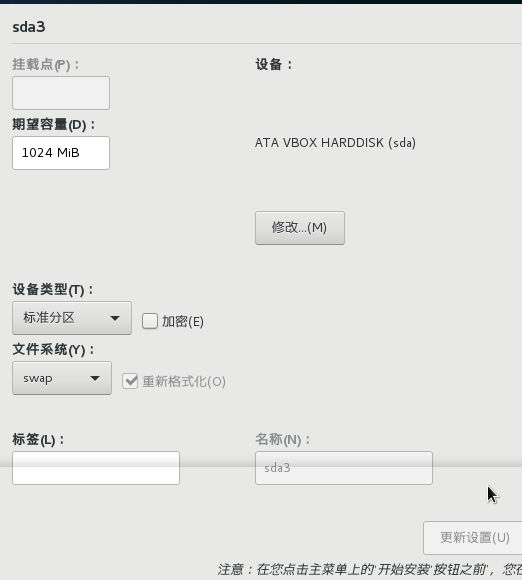 sda3
挂载点(P)： 设备：
期望容量(D)：
1024 MiB
ATA VBOX HARDDISK (sda)
修改...(M)
设备类型(T)：
标准分区 加密(E)
文件系统(Y)：
swap 重新格式化(O)
标签(L)： 名称(N)：
sda3
更新设置(U)
注意：在您点击主菜单上的'开始安装'按钮之前，您在